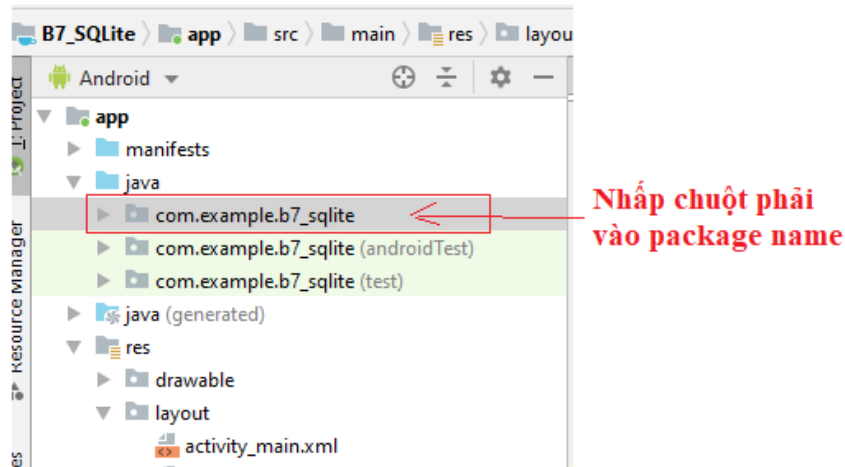 B7_SQLite app src main res layou
Android
1: Project
app
manifests
java
com.example.b7_sqlite
com.example.b7_sqlite (androidTest)
com.example.b7_sqlite (test)
java (generated)
res
drawable
layout
activity_main.xml
Resource Manager
Nhấp chuột phải
vào package name